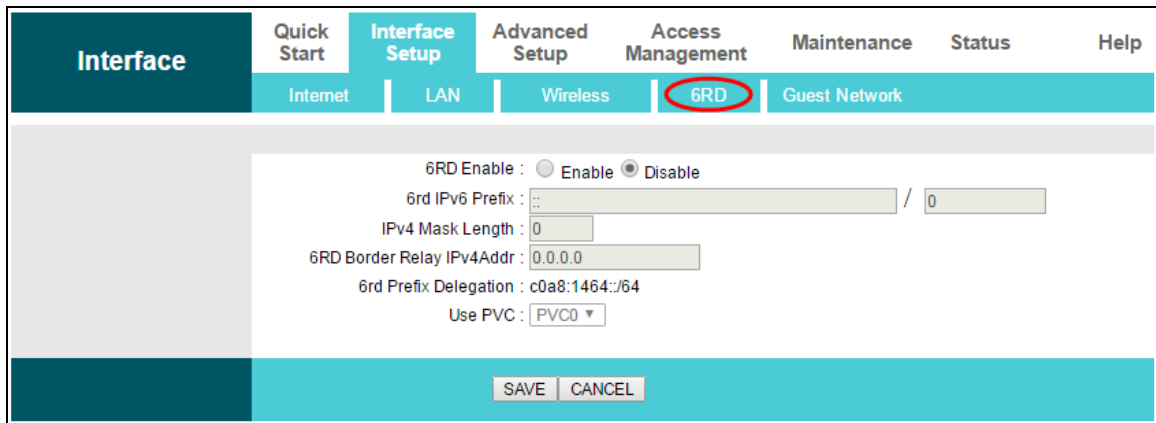 Interface
Quick Start
Interface Setup
Advanced Setup
Access Management
Maintenance
Status
Help
Internet
LAN
Wireless
6RD
Guest Network
6RD Enable : Enable Disable
6rd IPv6 Prefix : :: / 0
IPv4 Mask Length : 0
6RD Border Relay IPv4Addr : 0.0.0.0
6rd Prefix Delegation : c0a8:1464::/64
Use PVC : PVC0
SAVE CANCEL